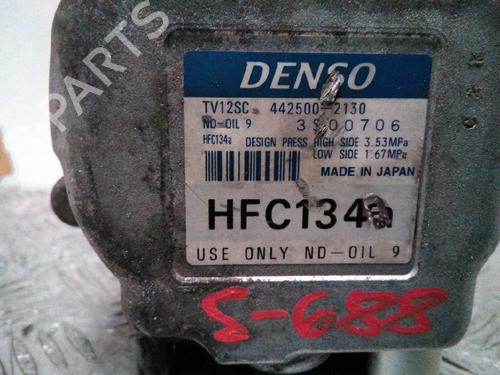 PARTS
DENSO
TV12SC 442500-2130
ND-OIL 9
HFC134a DESIGN PRESS HIGH SIDE 3.53MPa
LOW SIDE 1.67MPa
MADE IN JAPAN
HFC134a
USE ONLY ND-OIL 9
S-688